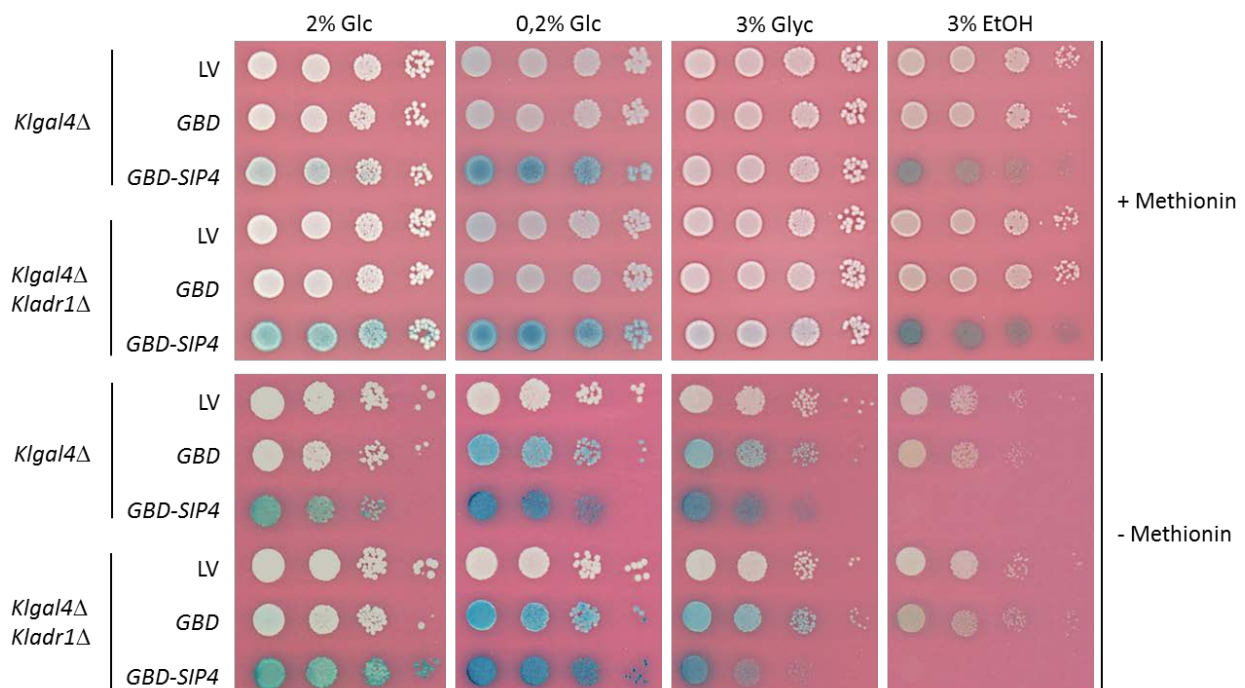 2% Glc 0,2% Glc 3% Glyc 3% EtOH
LV
Klgal4Δ GBD
GBD-SIP4
+ Methionin
LV
Klgal4Δ
Kladr1Δ
GBD
GBD-SIP4
LV
Klgal4Δ GBD
GBD-SIP4
- Methionin
LV
Klgal4Δ
Kladr1Δ
GBD
GBD-SIP4